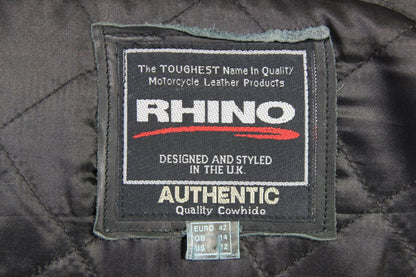 The TOUGHEST Name In Quality
Motorcycle Leather Products
RHINO
DESIGNED AND STYLED
IN THE U.K.
AUTHENTIC
Quality Cowhide
EURO 42
GB 14
US 12